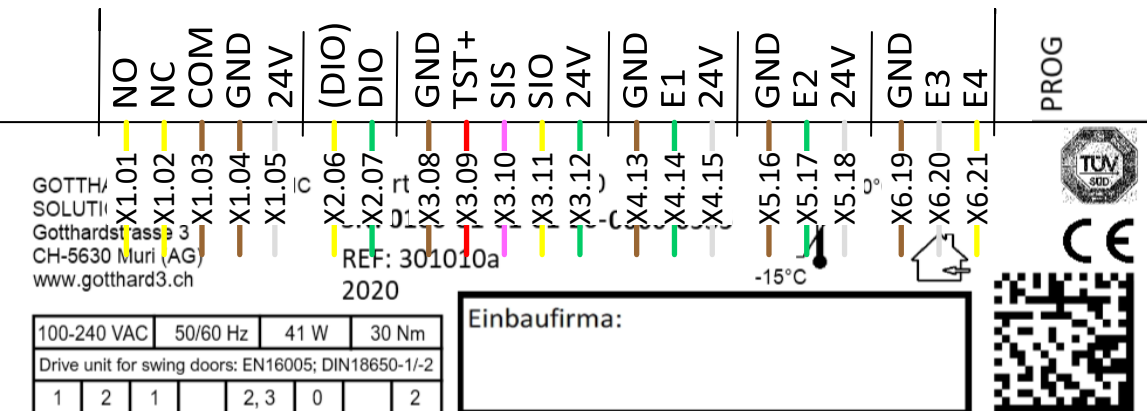 NO NC COM GND 24V (DIO) DIO GND TST+ SIS SIO 24V GND E1 24V GND E2 24V GND E3 E4 PROG
X1.01 X1.02 X1.03 X1.04 X1.05 X2.06 X2.07 X3.08 X3.09 X3.10 X3.11 X3.12 X4.13 X4.14 X4.15 X5.16 X5.17 X5.18 X6.19 X6.20 X6.21
TÜV
SÜD
Gotthardstrasse 3
CH-5630 Muri (AG)
www.gotthard3.ch
REF: 301010a
2020
-15°C
CE
100-240 VAC 50/60 Hz 41 W 30 Nm
Drive unit for swing doors: EN16005; DIN18650-1/-2
1 2 1 2, 3 0 2
Einbaufirma: